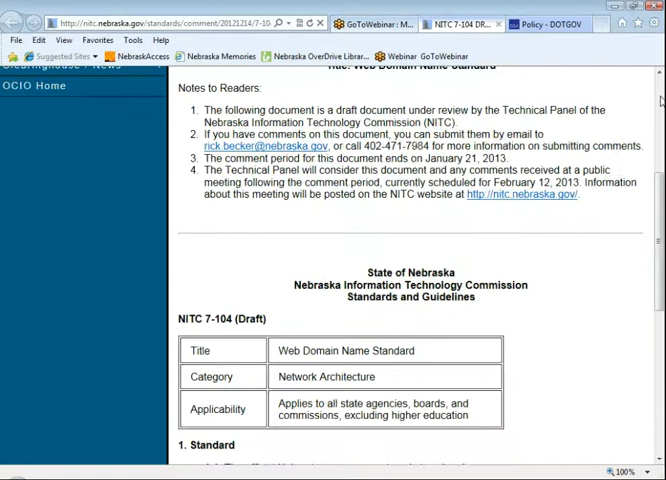 http://nitc.nebraska.gov/standards/comment/20121214/7-10
GoToWebinar : M...
NITC 7-104 DR...
Policy - DOTGOV
File Edit View Favorites Tools Help
Suggested Sites
NebraskAccess
Nebraska Memories
Nebraska OverDrive Librar...
Webinar GoToWebinar
OCIO Home
Title: Web Domain Name Standard
Notes to Readers:
1. The following document is a draft document under review by the Technical Panel of the
Nebraska Information Technology Commission (NITC).
2. If you have comments on this document, you can submit them by email to
rick.becker@nebraska.gov, or call 402-471-7984 for more information on submitting comments.
3. The comment period for this document ends on January 21, 2013.
4. The Technical Panel will consider this document and any comments received at a public
meeting following the comment period, currently scheduled for February 12, 2013. Information
about this meeting will be posted on the NITC website at http://nitc.nebraska.gov/.
State of Nebraska
Nebraska Information Technology Commission
Standards and Guidelines
NITC 7-104 (Draft)
Title Web Domain Name Standard
Category Network Architecture
Applicability Applies to all state agencies, boards, and
commissions, excluding higher education
1. Standard
100%